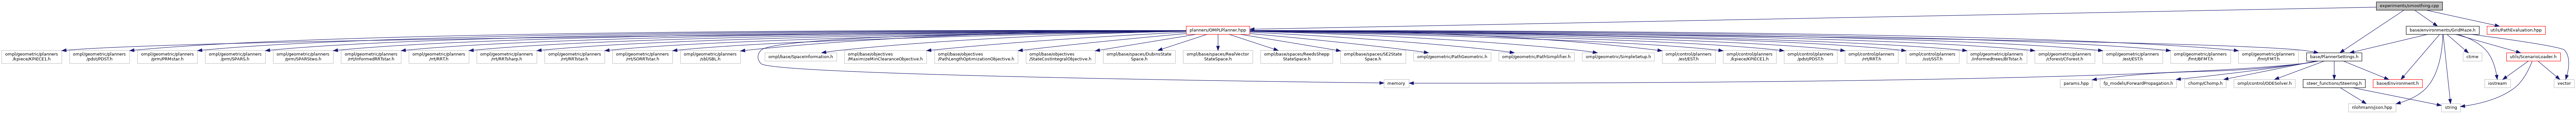 experiments/smoothing.cpp
planners/OMPLPlanner.hpp
base/environments/GridMaze.h
utils/PathEvaluation.hpp
ompl/geometric/planners
/kpiece/KPIECE1.h
ompl/geometric/planners
/pdst/PDST.h
ompl/geometric/planners
/prm/PRMstar.h
ompl/geometric/planners
/prm/SPARS.h
ompl/geometric/planners
/prm/SPARStwo.h
ompl/geometric/planners
/rrt/InformedRRTstar.h
ompl/geometric/planners
/rrt/RRT.h
ompl/geometric/planners
/rrt/RRTsharp.h
ompl/geometric/planners
/rrt/RRTstar.h
ompl/geometric/planners
/rrt/SORRTstar.h
ompl/geometric/planners
/sbl/SBL.h
ompl/base/SpaceInformation.h
ompl/base/objectives
/MaximizeMinClearanceObjective.h
ompl/base/objectives
/PathLengthOptimizationObjective.h
ompl/base/objectives
/StateCostIntegralObjective.h
ompl/base/spaces/DubinsState
Space.h
ompl/base/spaces/RealVector
StateSpace.h
ompl/base/spaces/ReedsShepp
StateSpace.h
ompl/base/spaces/SE2State
Space.h
ompl/geometric/PathGeometric.h
ompl/geometric/PathSimplifier.h
ompl/geometric/SimpleSetup.h
ompl/control/planners
/est/EST.h
ompl/control/planners
/kpiece/KPIECE1.h
ompl/control/planners
/pdst/PDST.h
ompl/control/planners
/rrt/RRT.h
ompl/control/planners
/sst/SST.h
ompl/geometric/planners
/informedtrees/BITstar.h
ompl/geometric/planners
/cforest/CForest.h
ompl/geometric/planners
/est/EST.h
ompl/geometric/planners
/fmt/BFMT.h
ompl/geometric/planners
/fmt/FMT.h
base/PlannerSettings.h
ctime
utils/ScenarioLoader.h
memory
params.hpp
fp_models/ForwardPropagation.h
chomp/Chomp.h
ompl/control/ODESolver.h
steer_functions/Steering.h
base/Environment.h
iostream
vector
nlohmann/json.hpp
string